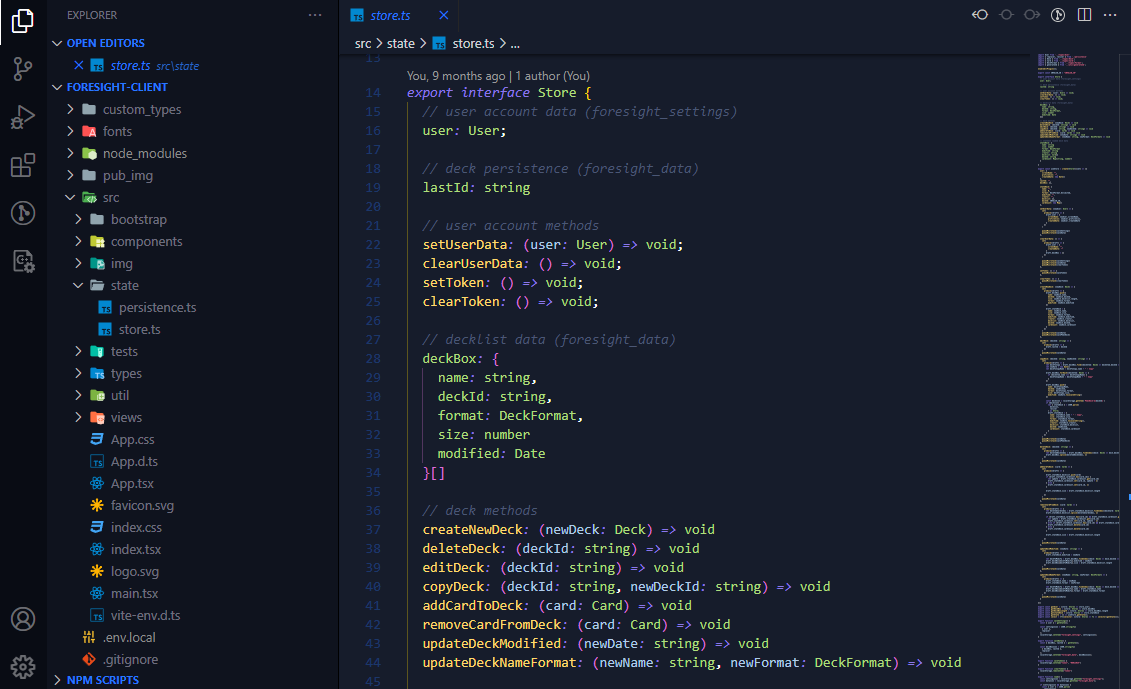 EXPLORER
OPEN EDITORS
store.ts src\state
FORESIGHT-CLIENT
custom_types
fonts
node_modules
pub_img
src
bootstrap
components
img
state
persistence.ts
store.ts
tests
types
util
views
App.css
App.d.ts
App.tsx
favicon.svg
index.css
index.tsx
logo.svg
main.tsx
vite-env.d.ts
.env.local
.gitignore
NPM SCRIPTS
store.ts
src > state > store.ts > ...
13
You, 9 months ago | 1 author (You)
14 export interface Store {
15 // user account data (foresight_settings)
16 user: User;
17
18 // deck persistence (foresight_data)
19 lastId: string
20
21 // user account methods
22 setUserData: (user: User) => void;
23 clearUserData: () => void;
24 setToken: () => void;
25 clearToken: () => void;
26
27 // decklist data (foresight_data)
28 deckBox: {
29 name: string,
30 deckId: string,
31 format: DeckFormat,
32 size: number
33 modified: Date
34 }[]
35
36 // deck methods
37 createNewDeck: (newDeck: Deck) => void
38 deleteDeck: (deckId: string) => void
39 editDeck: (deckId: string) => void
40 copyDeck: (deckId: string, newDeckId: string) => void
41 addCardToDeck: (card: Card) => void
42 removeCardFromDeck: (card: Card) => void
43 updateDeckModified: (newDate: string) => void
44 updateDeckNameFormat: (newName: string, newFormat: DeckFormat) => void
45